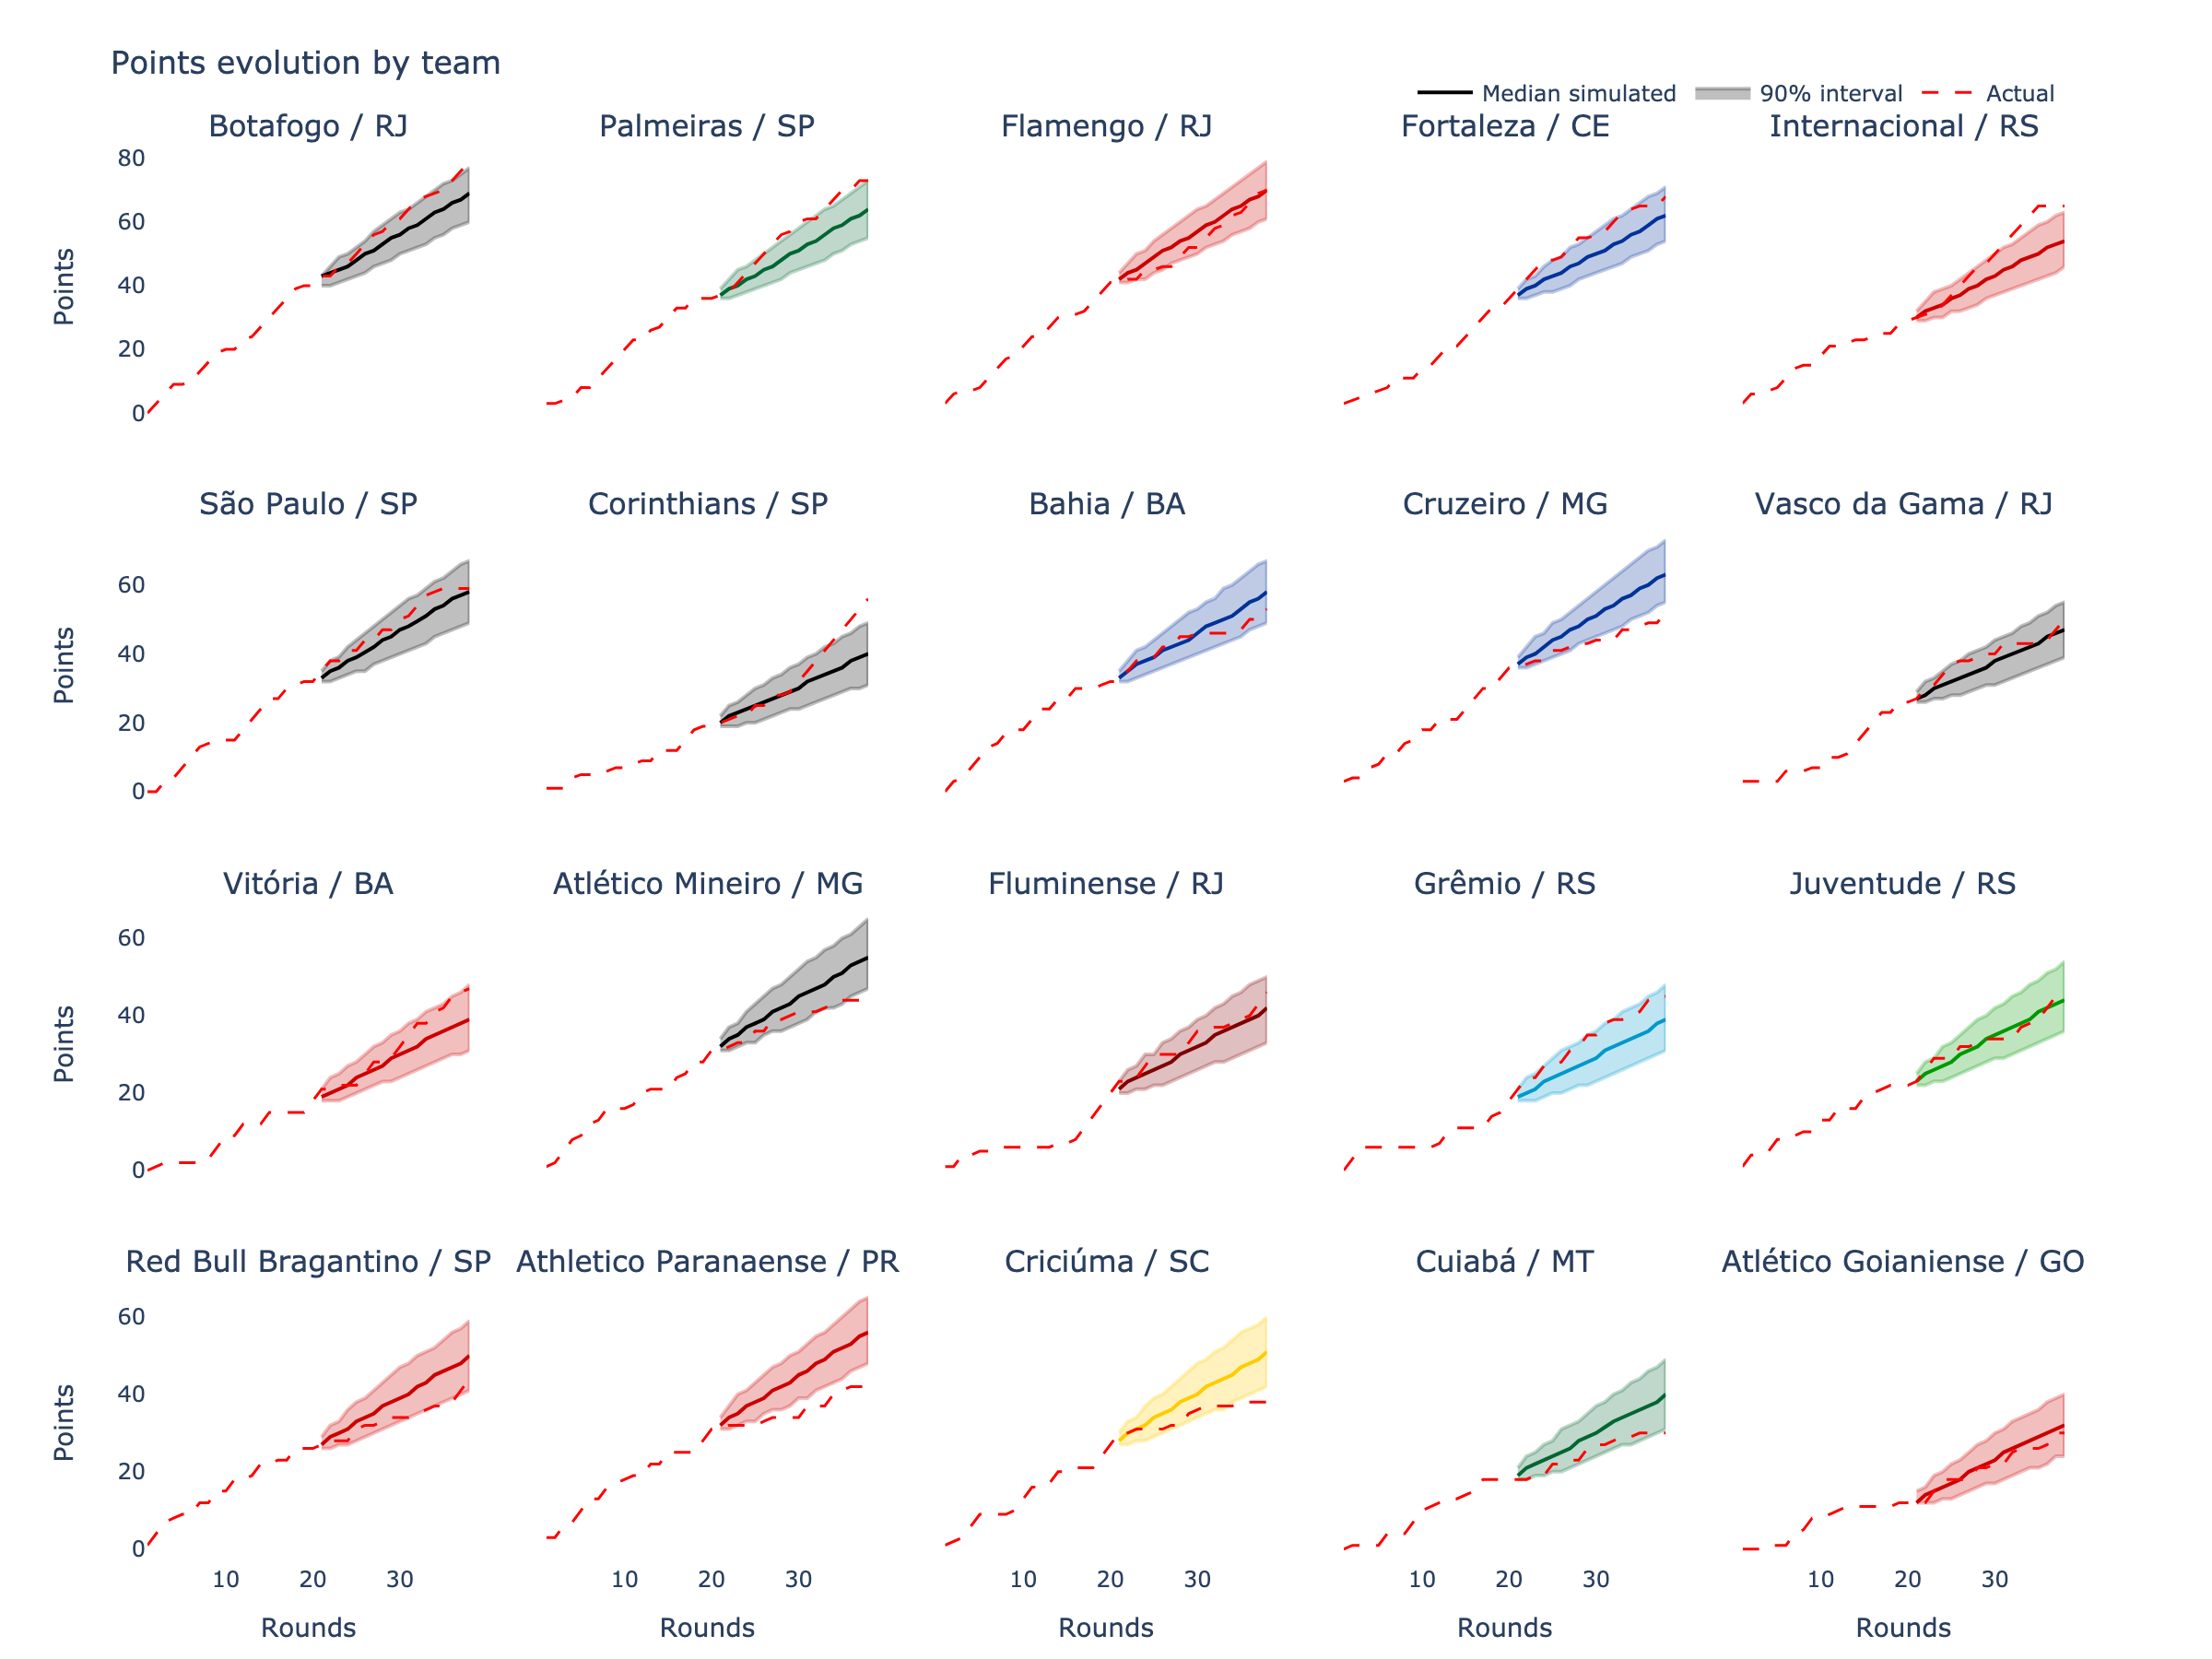 Points evolution by team
Median simulated 90% interval Actual
Botafogo / RJ Palmeiras / SP Flamengo / RJ Fortaleza / CE Internacional / RS
80
60
40
20
0
Points
São Paulo / SP Corinthians / SP Bahia / BA Cruzeiro / MG Vasco da Gama / RJ
60
40
20
0
Points
Vitória / BA Atlético Mineiro / MG Fluminense / RJ Grêmio / RS Juventude / RS
60
40
20
0
Points
Red Bull Bragantino / SP Athletico Paranaense / PR Criciúma / SC Cuiabá / MT Atlético Goianiense / GO
60
40
20
0
Points
10 20 30 10 20 30 10 20 30 10 20 30 10 20 30
Rounds Rounds Rounds Rounds Rounds